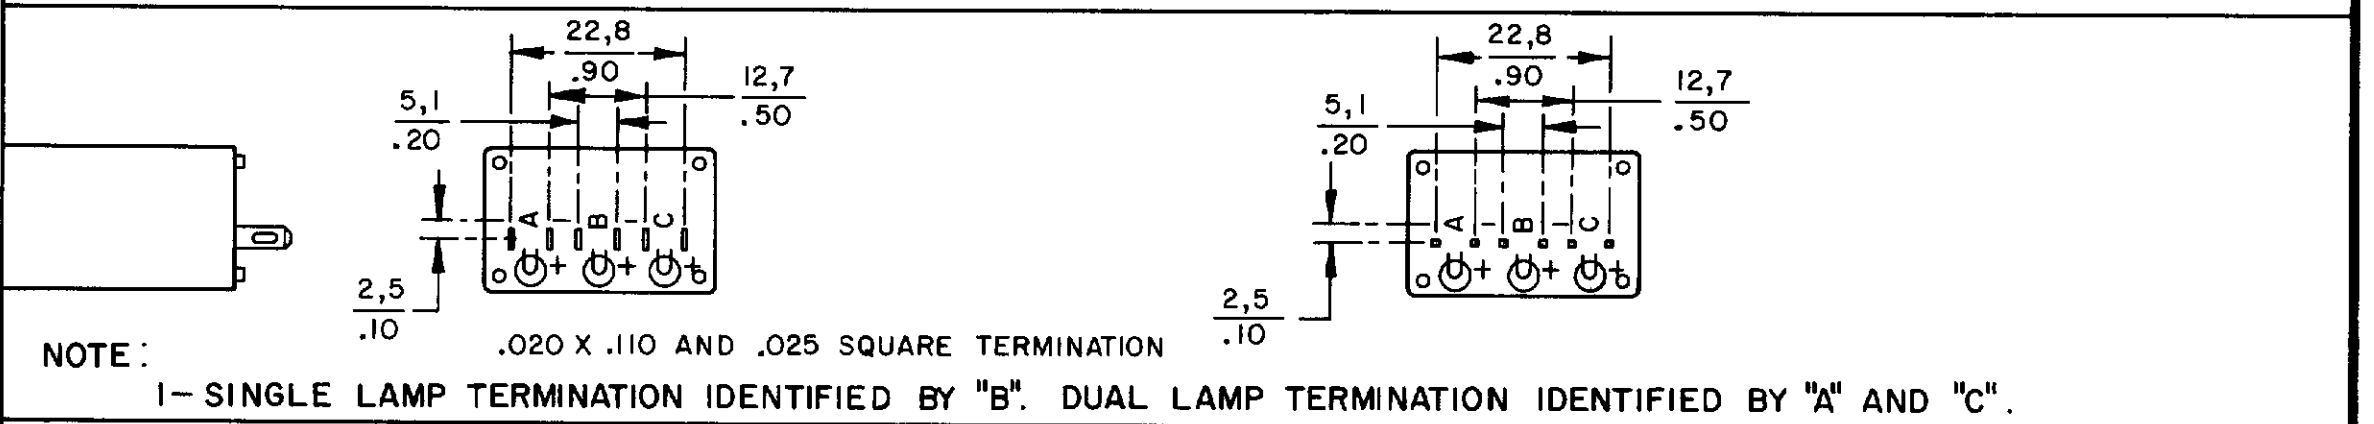 22,8
.90
12,7
.50
5,1
.20
A - B - C
+ + +
2,5
.10
22,8
.90
12,7
.50
5,1
.20
A - B - C
+ + +
2,5
.10
.020 X .110 AND .025 SQUARE TERMINATION
NOTE:
1- SINGLE LAMP TERMINATION IDENTIFIED BY "B". DUAL LAMP TERMINATION IDENTIFIED BY "A" AND "C".